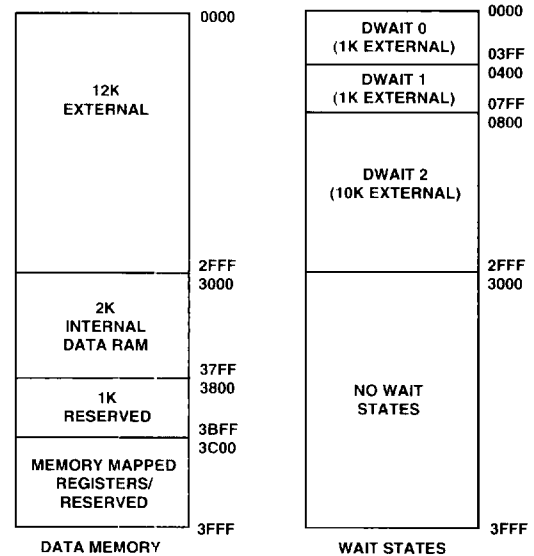 0000
12K
EXTERNAL
2FFF
3000
2K
INTERNAL
DATA RAM
37FF
3800
1K
RESERVED
3BFF
3C00
MEMORY MAPPED
REGISTERS/
RESERVED
3FFF
DATA MEMORY
0000
DWAIT 0
(1K EXTERNAL)
03FF
0400
DWAIT 1
(1K EXTERNAL)
07FF
0800
DWAIT 2
(10K EXTERNAL)
2FFF
3000
NO WAIT
STATES
3FFF
WAIT STATES